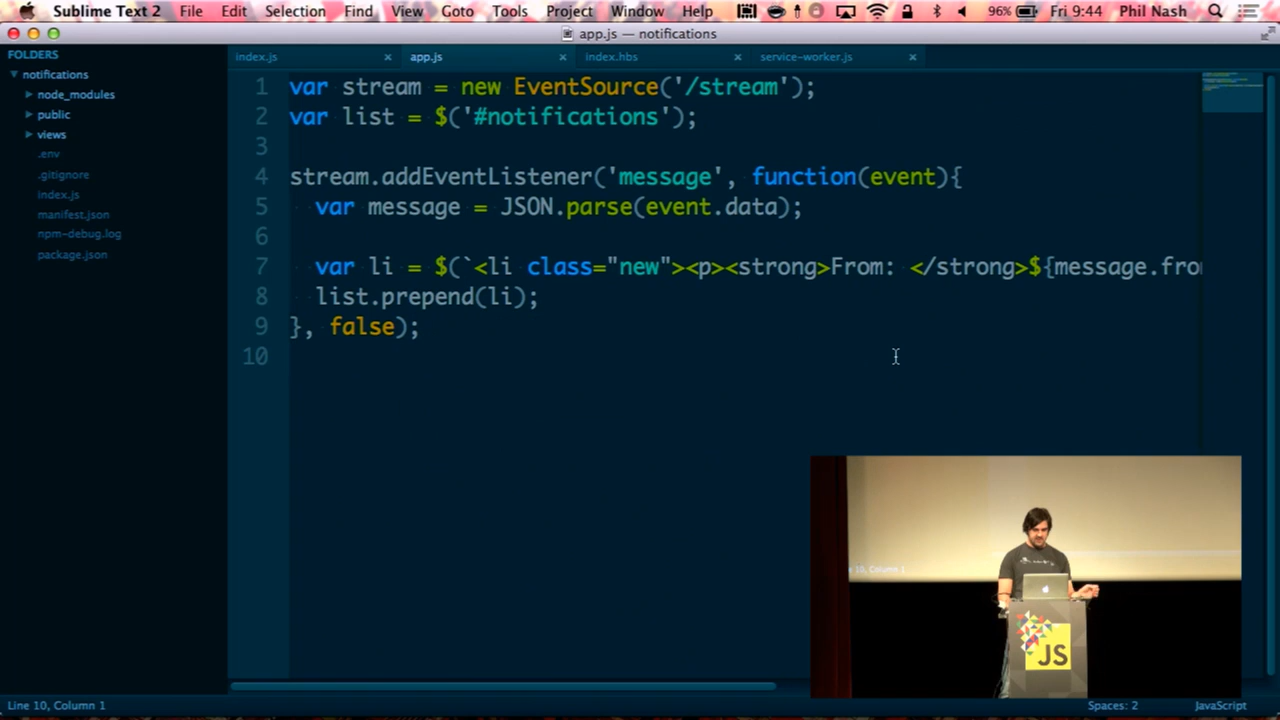 Sublime Text 2 File Edit Selection Find View Goto Tools Project Window Help 96% Fri 9:44 Phil Nash
app.js — notifications
FOLDERS
notifications
node_modules
public
views
.env
.gitignore
index.js
manifest.json
npm-debug.log
package.json
index.js app.js index.hbs service-worker.js
1 var stream = new EventSource('/stream');
2 var list = $('#notifications');
3
4 stream.addEventListener('message', function(event){
5 var message = JSON.parse(event.data);
6
7 var li = $(`<li class="new"><p><strong>From: </strong>${message.fro
8 list.prepend(li);
9 }, false);
10
Column 1
JS
Line 10, Column 1 Spaces: 2 JavaScript